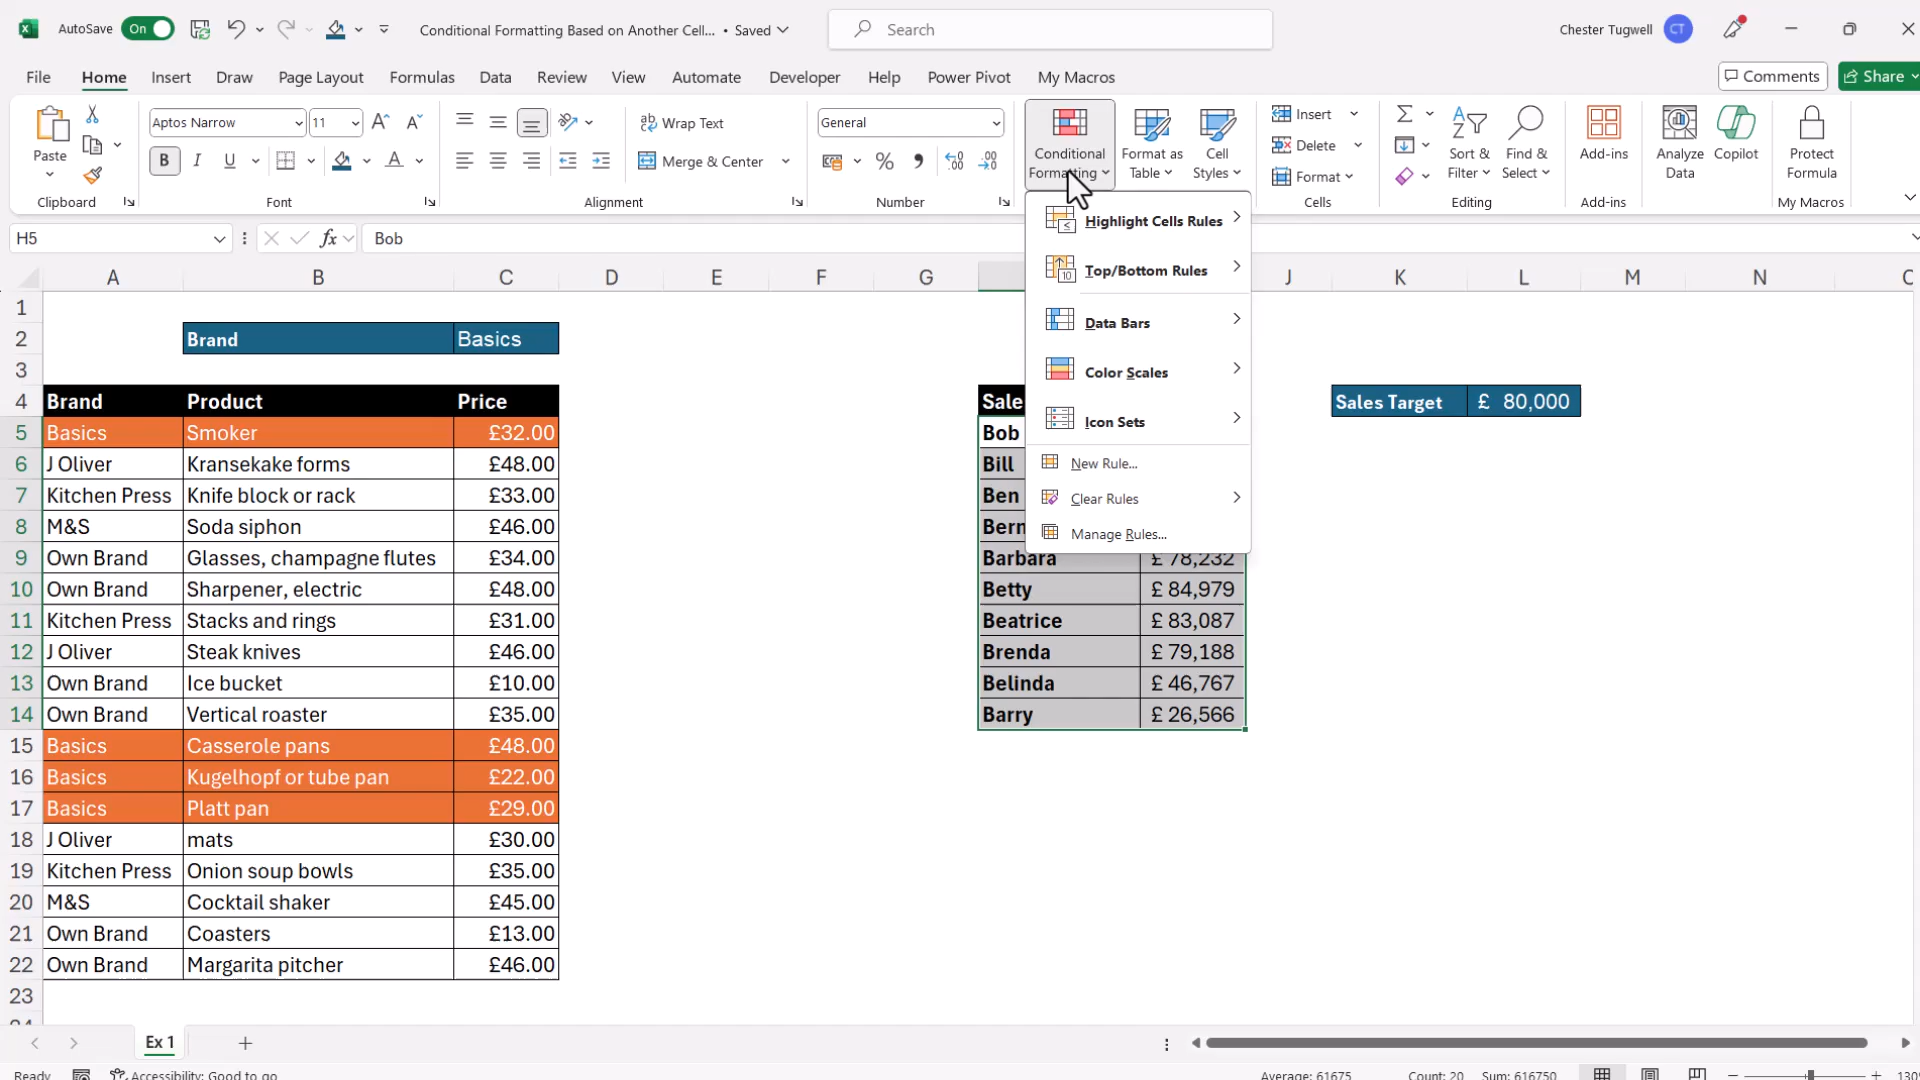 AutoSave On Conditional Formatting Based on Another Cell... • Saved Search Chester Tugwell CT
File Home Insert Draw Page Layout Formulas Data Review View Automate Developer Help Power Pivot My Macros Comments Share
Aptos Narrow 11 Wrap Text General Insert
Paste B I U Merge & Center % Conditional Formatting Format as Table Cell Styles Delete Sort & Filter Find & Select Add-ins Analyze Data Copilot Protect Formula
Format
Clipboard Font Alignment Number Cells Editing Add-ins My Macros
H5 fx Bob
Highlight Cells Rules
Top/Bottom Rules
Data Bars
Color Scales
Icon Sets
New Rule...
Clear Rules
Manage Rules...
A B C D E F G J K L M N
1
2 Brand Basics
3
4 Brand Product Price Sale Sales Target £ 80,000
5 Basics Smoker £32.00 Bob
6 J Oliver Kransekake forms £48.00 Bill
7 Kitchen Press Knife block or rack £33.00 Ben
8 M&S Soda siphon £46.00 Bern
9 Own Brand Glasses, champagne flutes £34.00 Barbara £ 78,232
10 Own Brand Sharpener, electric £48.00 Betty £ 84,979
11 Kitchen Press Stacks and rings £31.00 Beatrice £ 83,087
12 J Oliver Steak knives £46.00 Brenda £ 79,188
13 Own Brand Ice bucket £10.00 Belinda £ 46,767
14 Own Brand Vertical roaster £35.00 Barry £ 26,566
15 Basics Casserole pans £48.00
16 Basics Kugelhopf or tube pan £22.00
17 Basics Platt pan £29.00
18 J Oliver mats £30.00
19 Kitchen Press Onion soup bowls £35.00
20 M&S Cocktail shaker £45.00
21 Own Brand Coasters £13.00
22 Own Brand Margarita pitcher £46.00
23
Ex 1
Ready Accessibility: Good to go Average: 61675 Count: 20 Sum: 616750